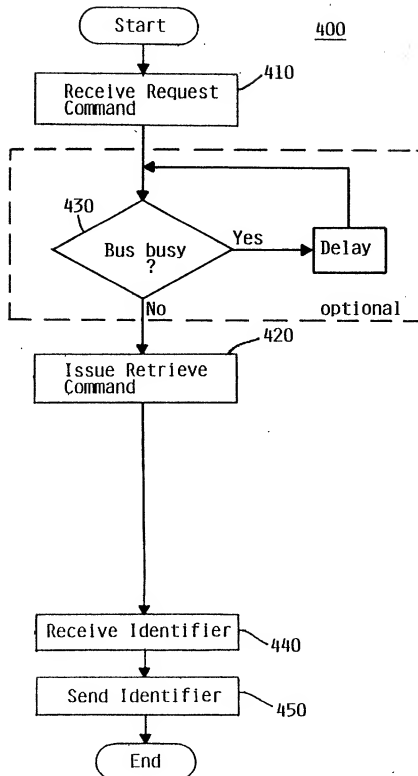 Start
400
410
Receive Request
Command
430
Bus busy
?
Yes
Delay
No
optional
420
Issue Retrieve
Command
Receive Identifier
440
Send Identifier
450
End